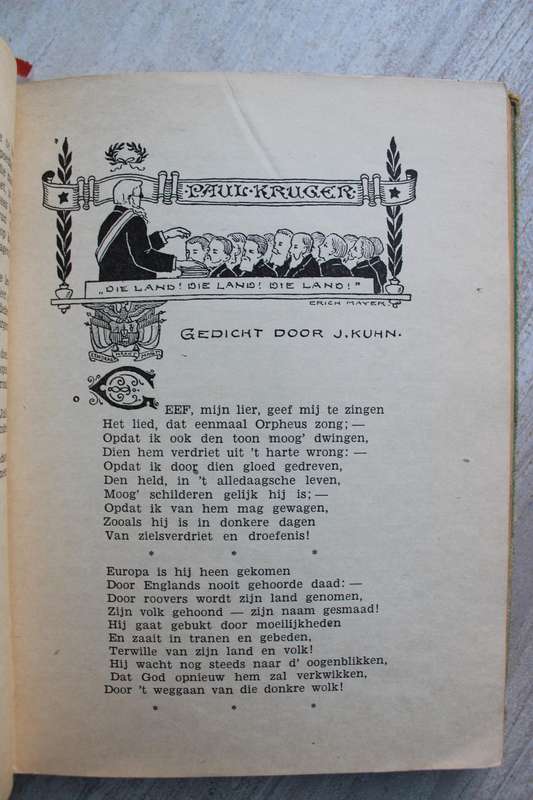 PAUL·KRUGER
„DIE LAND! DIE LAND! DIE LAND!"
ERICH MAYER.
EENDRACHT MAAKT MAGT
GEDICHT DOOR J. KUHN.
GEEF, mijn lier, geef mij te zingen
Het lied, dat eenmaal Orpheus zong; —
Opdat ik ook den toon moog' dwingen,
Dien hem verdriet uit 't harte wrong: —
Opdat ik door dien gloed gedreven,
Den held, in 't alledaagsche leven,
Moog' schilderen gelijk hij is; —
Opdat ik van hem mag gewagen,
Zooals hij is in donkere dagen
Van zielsverdriet en droefenis!
* * *
Europa is hij heen gekomen
Door Englands nooit gehoorde daad: —
Door roovers wordt zijn land genomen,
Zijn volk gehoond — zijn naam gesmaad!
Hij gaat gebukt door moeilijkheden
En zaait in tranen en gebeden,
Terwille van zijn land en volk!
Hij wacht nog steeds naar d' oogenblikken,
Dat God opnieuw hem zal verkwikken,
Door 't weggaan van die donkre wolk!
* * *